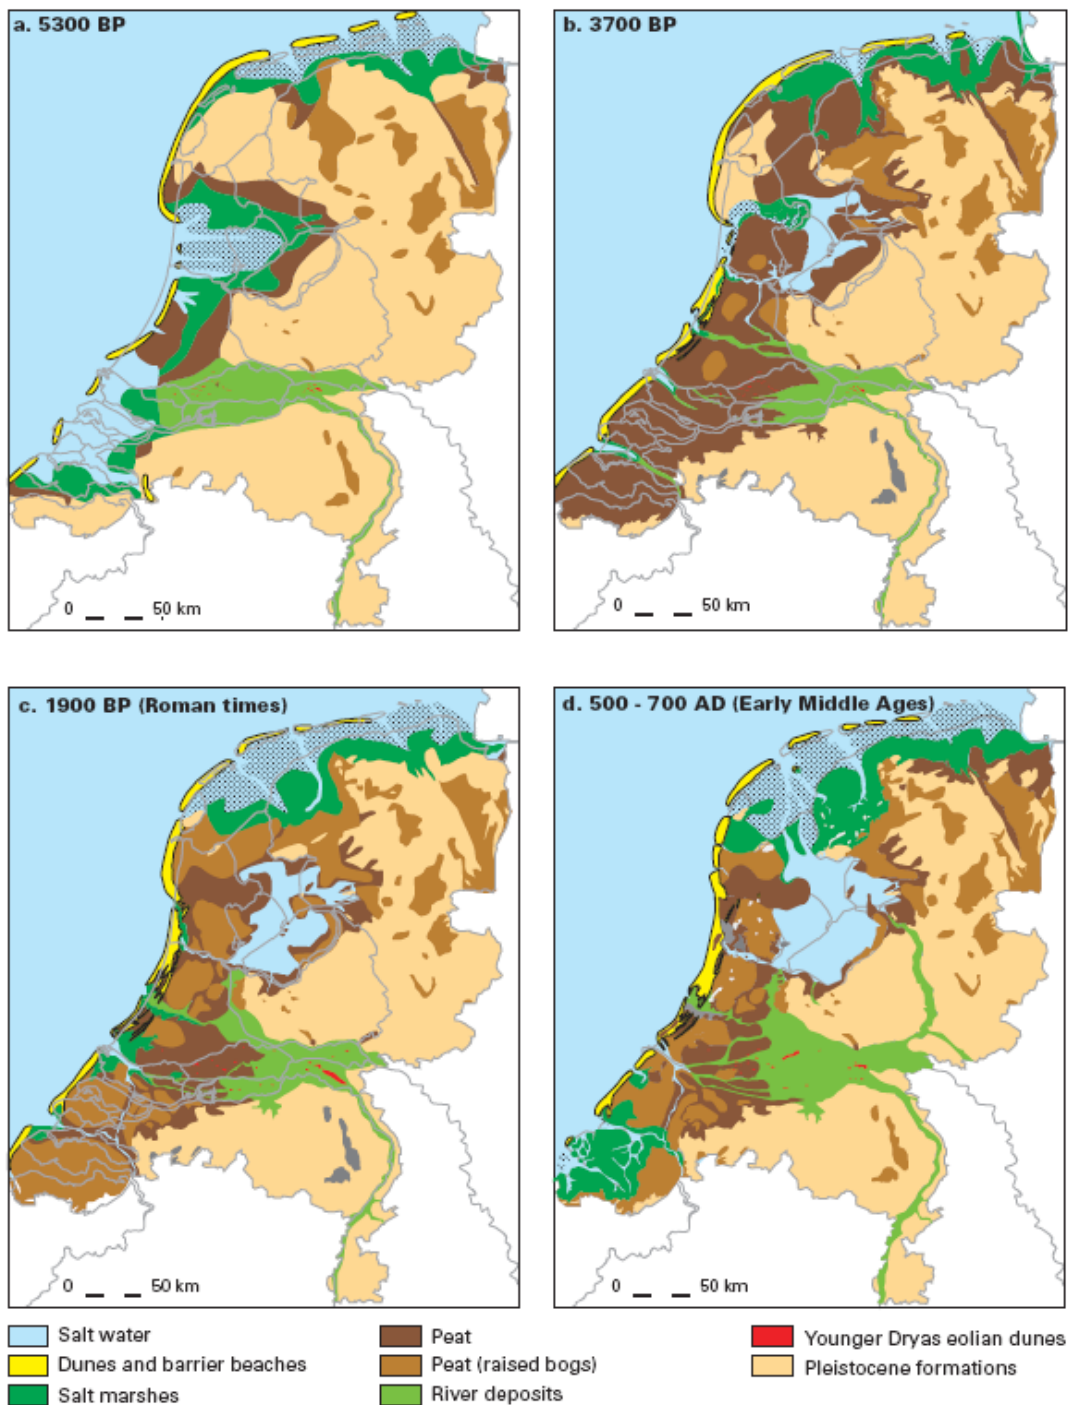 a. 5300 BP
0 50 km
b. 3700 BP
0 50 km
c. 1900 BP (Roman times)
0 50 km
d. 500 - 700 AD (Early Middle Ages)
0 50 km
Salt water
Dunes and barrier beaches
Salt marshes
Peat
Peat (raised bogs)
River deposits
Younger Dryas eolian dunes
Pleistocene formations